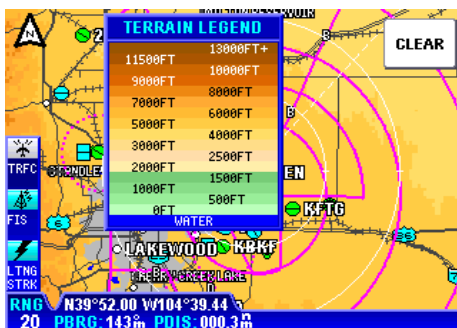 TERRAIN LEGEND
13000FT+
11500FT
10000FT
9000FT
8000FT
7000FT
6000FT
5000FT
4000FT
3000FT
2500FT
2000FT
1500FT
1000FT
500FT
0FT
WATER
CLEAR
N
B
B
EN
KFTG
TRFC
FIS
LTNG
STRK
LAKEWOOD
KBKF
CREEK LAKE
RNG
20
N39°52.00 W104°39.44
PBRG:143°m PDIS:000.3nm